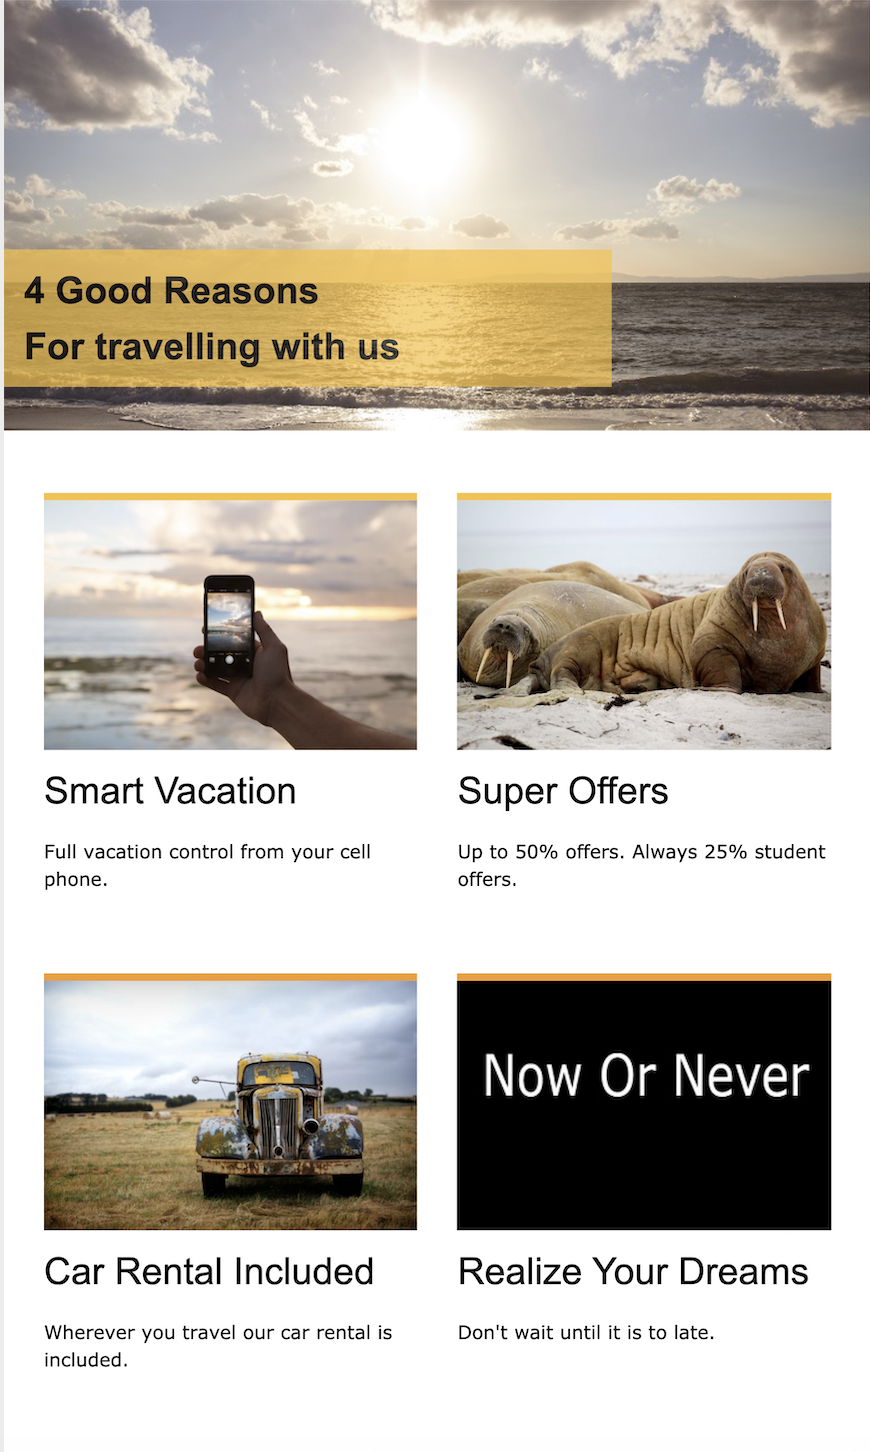 4 Good Reasons
For travelling with us
Smart Vacation
Full vacation control from your cell
phone.
Super Offers
Up to 50% offers. Always 25% student
offers.
Now Or Never
Car Rental Included
Wherever you travel our car rental is
included.
Realize Your Dreams
Don't wait until it is to late.